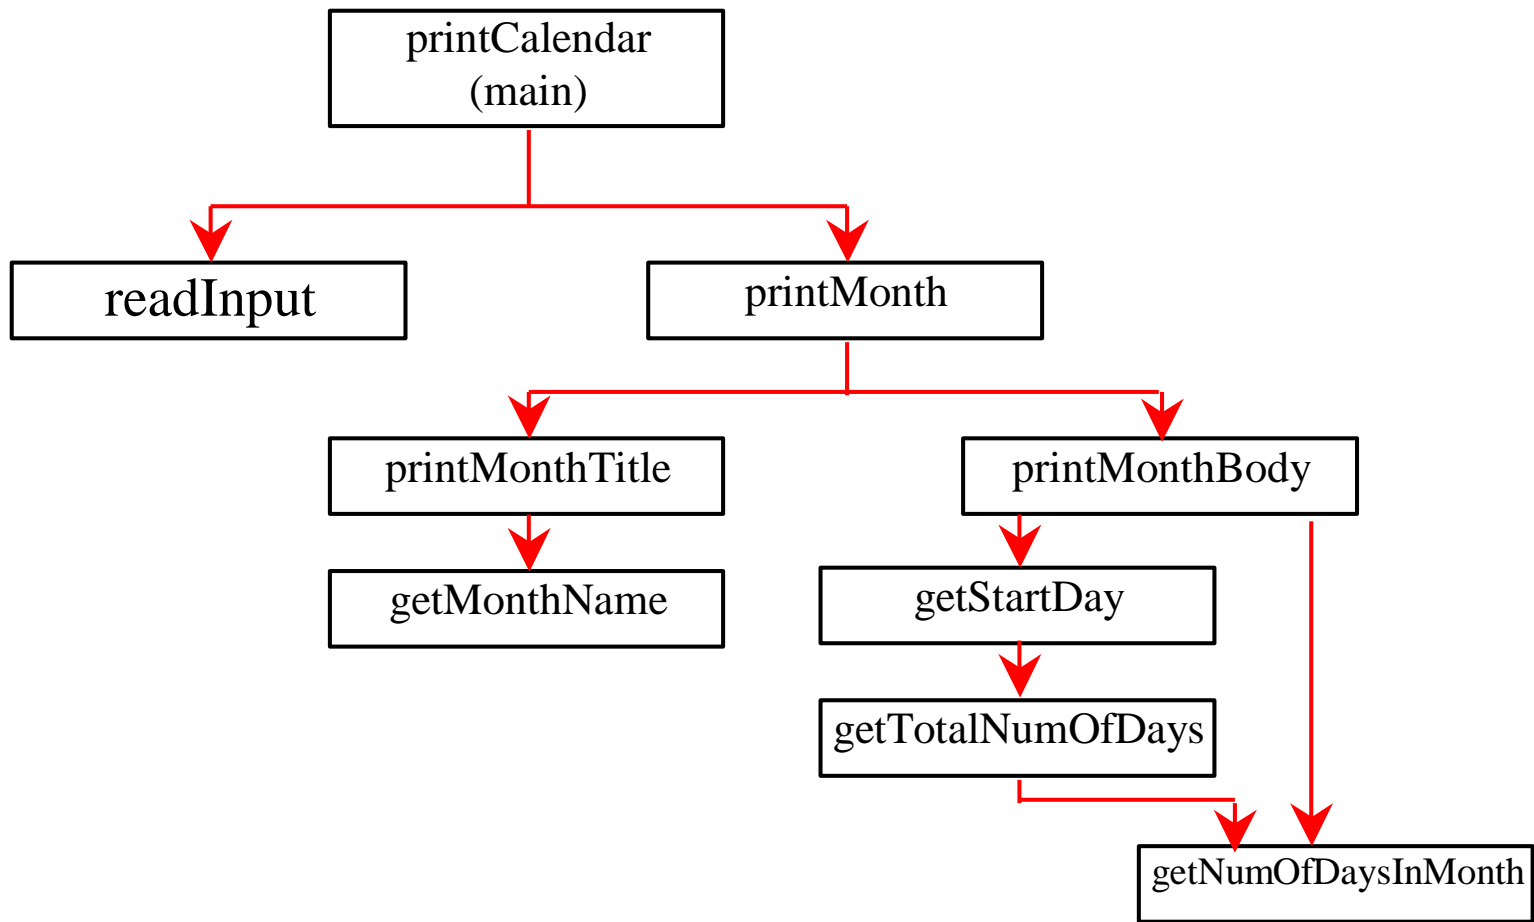 printCalendar
(main)
readInput
printMonth
printMonthTitle
printMonthBody
getMonthName
getStartDay
getTotalNumOfDays
getNumOfDaysInMonth